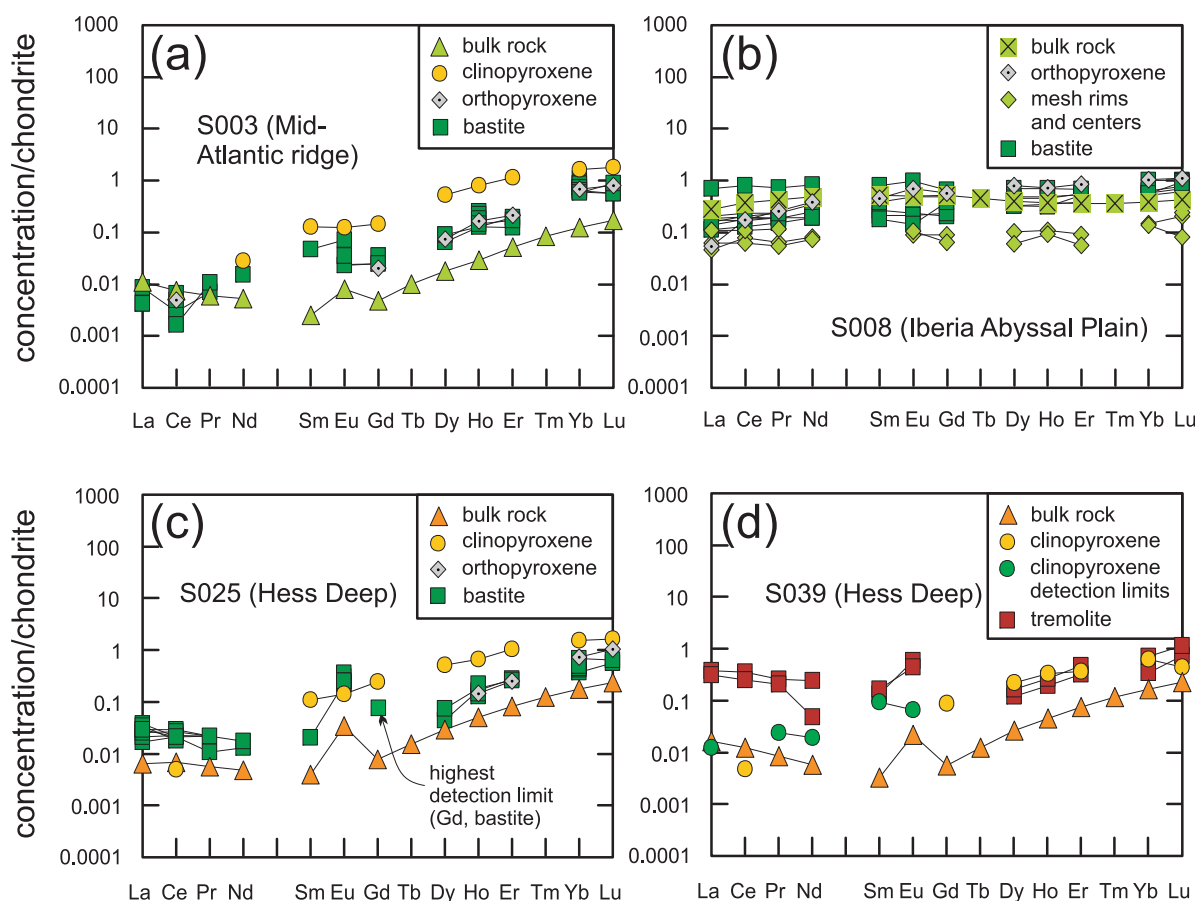 concentration/chondrite
1000
100
10
1
0.1
0.01
0.001
0.0001
(a)
S003 (Mid-
Atlantic ridge)
bulk rock
clinopyroxene
orthopyroxene
bastite
La Ce Pr Nd Sm Eu Gd Tb Dy Ho Er Tm Yb Lu
1000
100
10
1
0.1
0.01
0.001
0.0001
(b)
bulk rock
orthopyroxene
mesh rims
and centers
bastite
S008 (Iberia Abyssal Plain)
La Ce Pr Nd Sm Eu Gd Tb Dy Ho Er Tm Yb Lu
concentration/chondrite
1000
100
10
1
0.1
0.01
0.001
0.0001
(c)
S025 (Hess Deep)
bulk rock
clinopyroxene
orthopyroxene
bastite
highest
detection limit
(Gd, bastite)
La Ce Pr Nd Sm Eu Gd Tb Dy Ho Er Tm Yb Lu
1000
100
10
1
0.1
0.01
0.001
0.0001
(d)
S039 (Hess Deep)
bulk rock
clinopyroxene
clinopyroxene
detection limits
tremolite
La Ce Pr Nd Sm Eu Gd Tb Dy Ho Er Tm Yb Lu